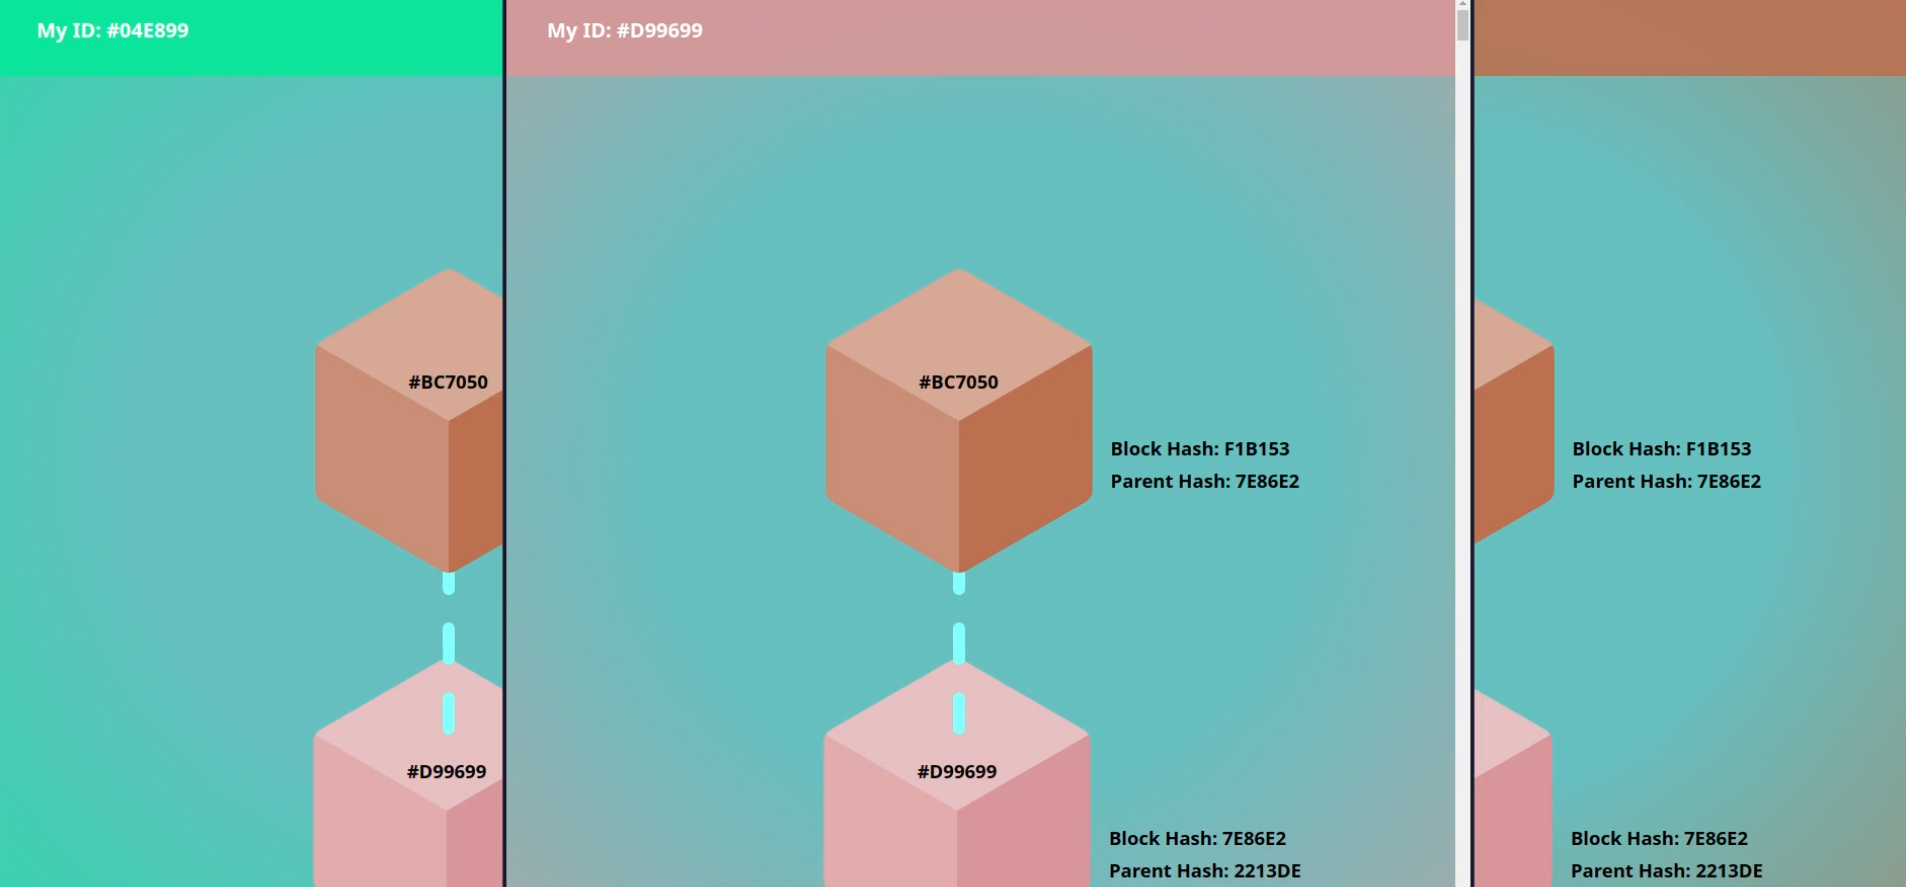 My ID: #04E899
#BC7050
#D99699
My ID: #D99699
#BC7050
Block Hash: F1B153
Parent Hash: 7E86E2
#D99699
Block Hash: 7E86E2
Parent Hash: 2213DE
Block Hash: F1B153
Parent Hash: 7E86E2
Block Hash: 7E86E2
Parent Hash: 2213DE